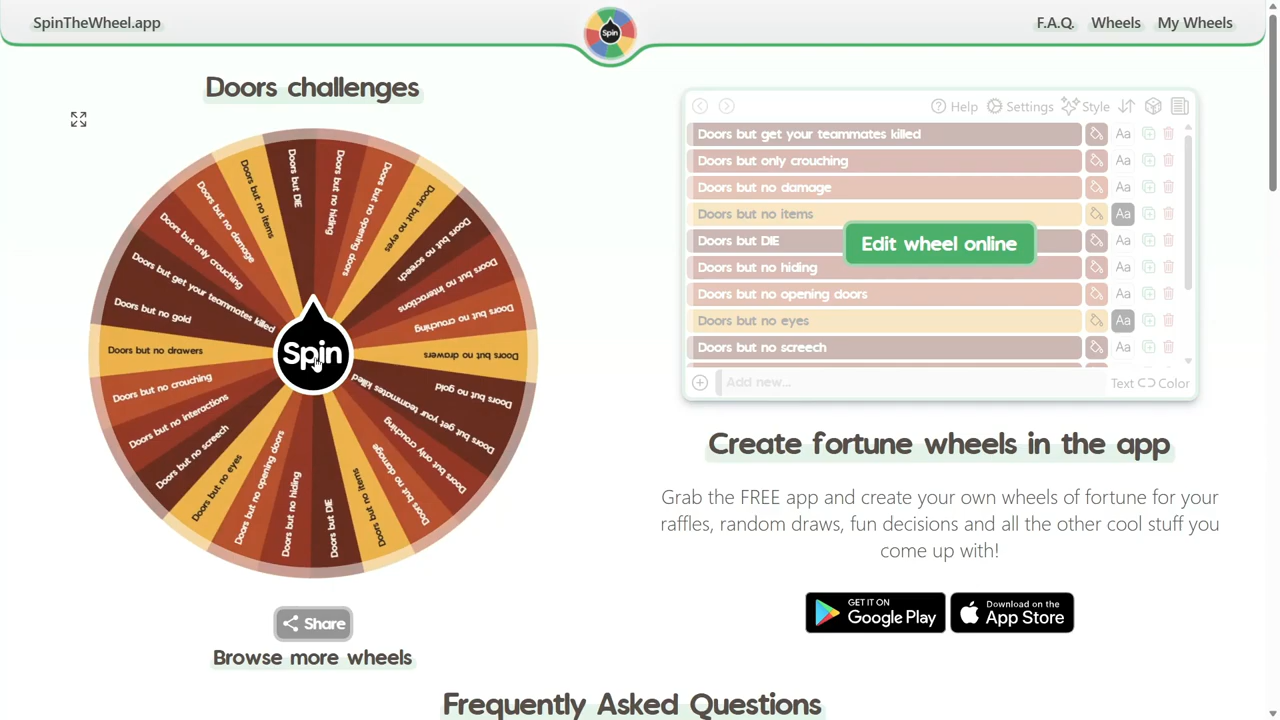 SpinTheWheel.app
Spin
F.A.Q.
Wheels
My Wheels
Doors challenges
Doors but DIE
Doors but no hiding
Doors but no opening doors
Doors but no eyes
Doors but no screech
Doors but no interactions
Doors but no crouching
Doors but no drawers
Doors but no gold
Doors but get your teammates killed
Doors but only crouching
Doors but no damage
Doors but no items
Doors but DIE
Doors but no hiding
Doors but no opening doors
Doors but no eyes
Doors but no screech
Doors but no interactions
Doors but no crouching
Doors but no drawers
Doors but no gold
Doors but get your teammates killed
Doors but only crouching
Doors but no damage
Doors but no items
Spin
Share
Browse more wheels
Help
Settings
Style
Doors but get your teammates killed
Aa
Doors but only crouching
Aa
Doors but no damage
Aa
Doors but no items
Aa
Doors but DIE
Aa
Edit wheel online
Doors but no hiding
Aa
Doors but no opening doors
Aa
Doors but no eyes
Aa
Doors but no screech
Aa
Add new...
Text
Color
Create fortune wheels in the app
Grab the FREE app and create your own wheels of fortune for your
raffles, random draws, fun decisions and all the other cool stuff you
come up with!
GET IT ON
Google Play
Download on the
App Store
Frequently Asked Questions